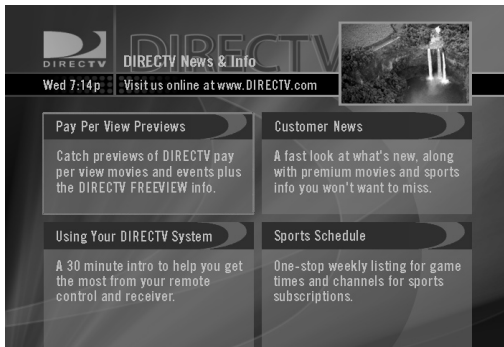 DIRECTV
DIRECTV
DIRECTV News & Info
Wed 7:14p
Visit us online at www.DIRECTV.com
Pay Per View Previews
Catch previews of DIRECTV pay
per view movies and events plus
the DIRECTV FREEVIEW info.
Customer News
A fast look at what's new, along
with premium movies and sports
info you won't want to miss.
Using Your DIRECTV System
A 30 minute intro to help you get
the most from your remote
control and receiver.
Sports Schedule
One-stop weekly listing for game
times and channels for sports
subscriptions.